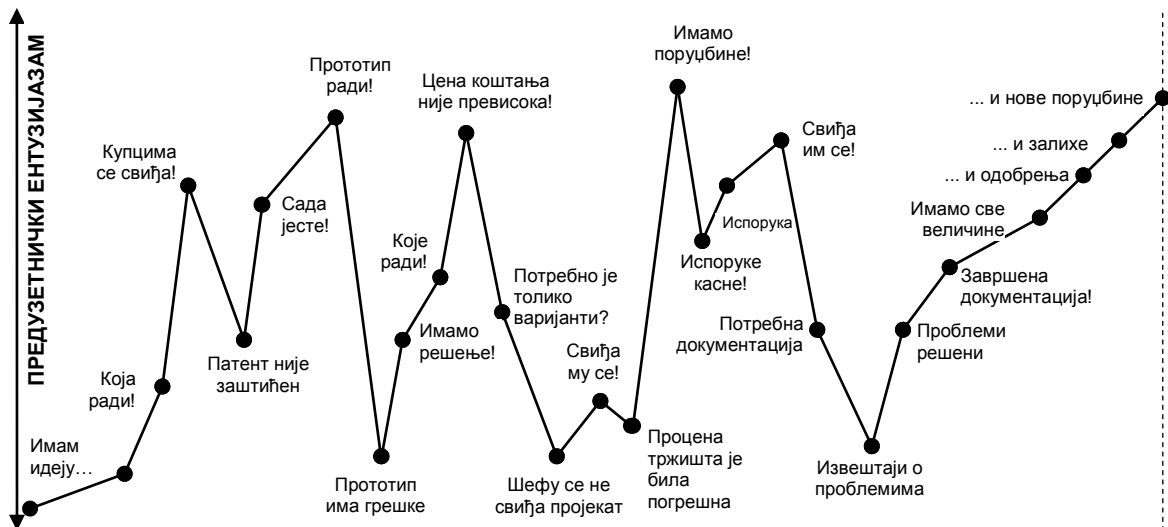 ПРЕДУЗЕТНИЧКИ ЕНТУЗИЈАЗАМ
Имам
идеју…
Која
ради!
Купцима
се свиђа!
Патент није
заштићен
Сада
јесте!
Прототип
ради!
Прототип
има грешке
Имамо
решење!
Које
ради!
Цена коштања
није превисока!
Потребно је
толико
варијанти?
Шефу се не
свиђа пројекат
Свиђа
му се!
Процена
тржишта је
била
погрешна
Имамо
поруџбине!
Испоруке
касне!
Испорука
Свиђа
им се!
Потребна
документација
Извештаји о
проблемима
Проблеми
решени
Завршена
документација!
Имамо све
величине
... и одобрења
... и залихе
... и нове поруџбине